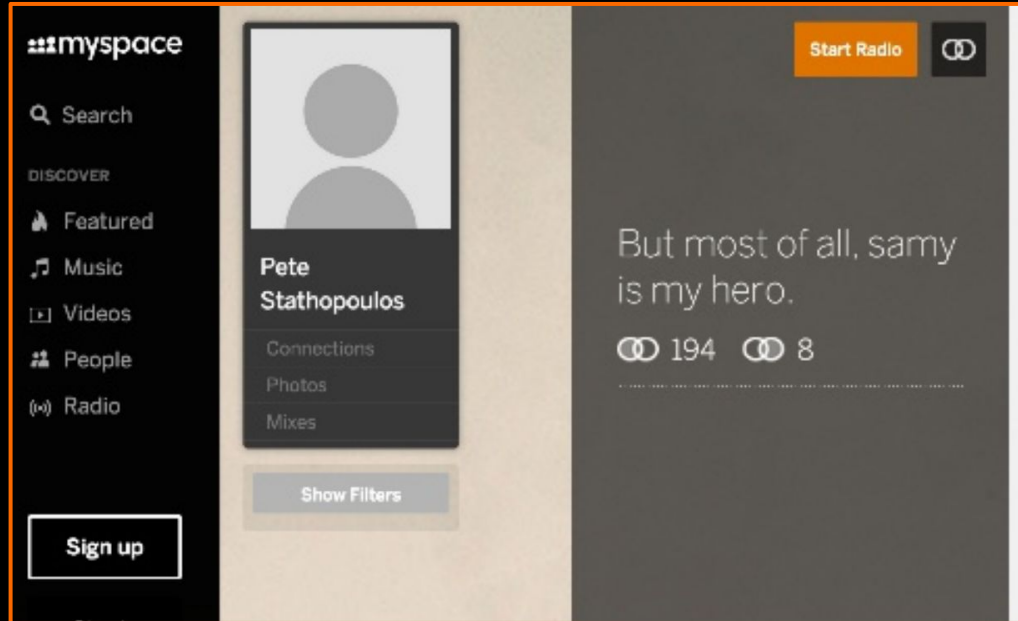 myspace
Search
DISCOVER
Featured
Music
Videos
People
Radio
Sign up
Pete
Stathopoulos
Connections
Photos
Mixes
Show Filters
Start Radio
But most of all, samy
is my hero.
194 8